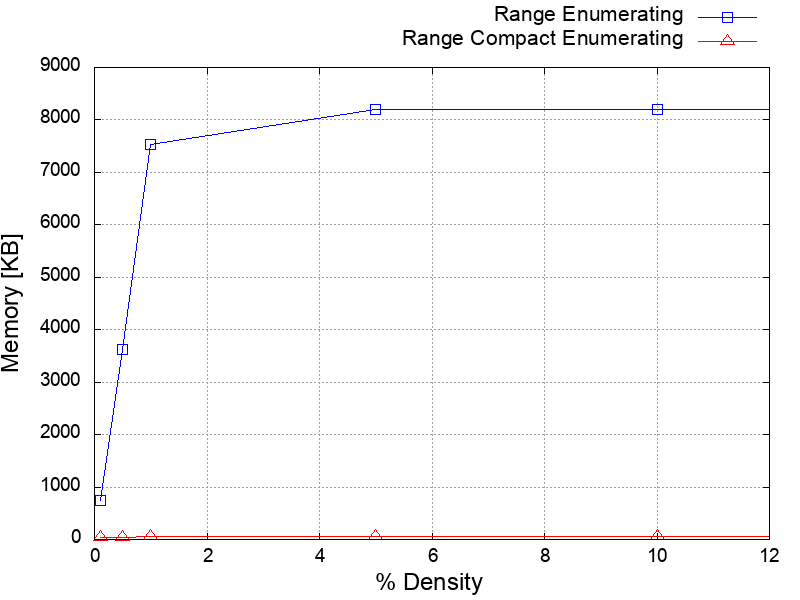 Range Enumerating
Range Compact Enumerating
9000
8000
7000
6000
5000
4000
3000
2000
1000
0
Memory [KB]
0 2 4 6 8 10 12
% Density